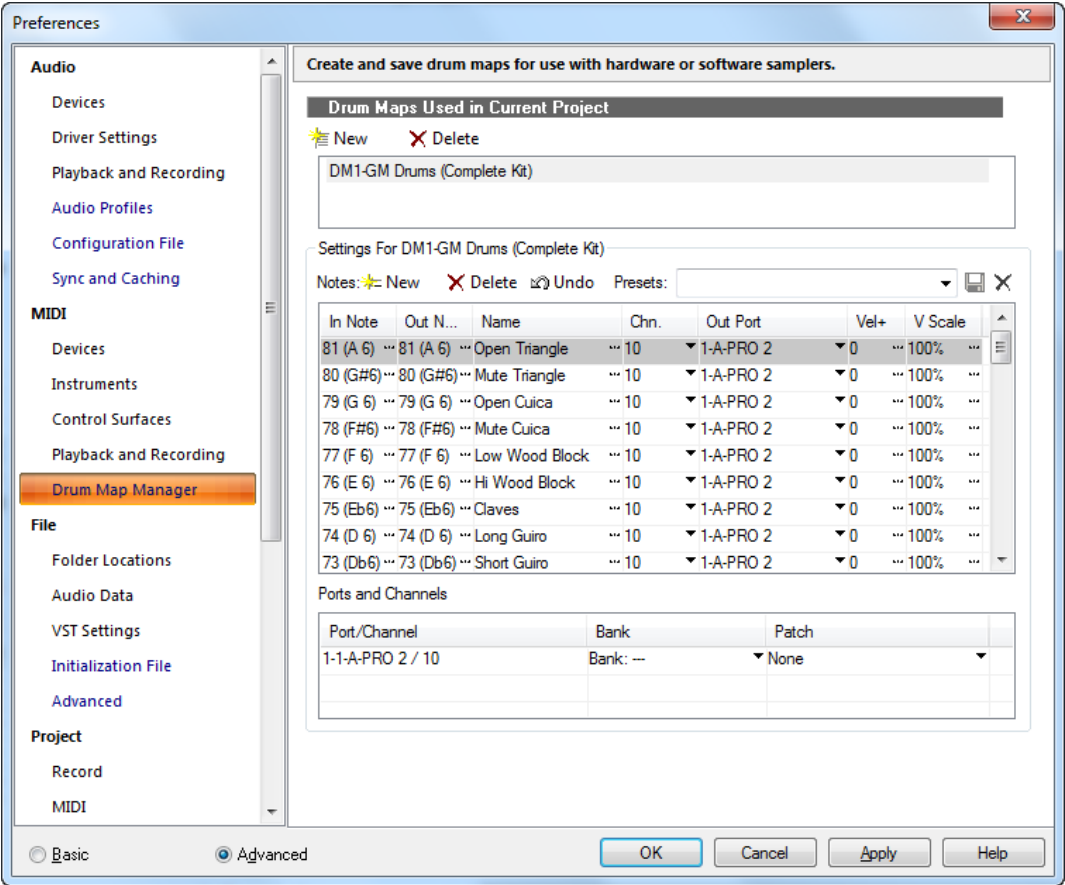 Preferences
Audio
Devices
Driver Settings
Playback and Recording
Audio Profiles
Configuration File
Sync and Caching
MIDI
Devices
Instruments
Control Surfaces
Playback and Recording
Drum Map Manager
File
Folder Locations
Audio Data
VST Settings
Initialization File
Advanced
Project
Record
MIDI
Create and save drum maps for use with hardware or software samplers.
Drum Maps Used in Current Project
New Delete
DM1-GM Drums (Complete Kit)
Settings For DM1-GM Drums (Complete Kit)
Notes: New Delete Undo Presets:
In Note Out N... Name Chn. Out Port Vel+ V Scale
81 (A 6) ... 81 (A 6) ... Open Triangle ... 10 1-A-PRO 2 0 ... 100% ...
80 (G#6) ... 80 (G#6) ... Mute Triangle ... 10 1-A-PRO 2 0 ... 100% ...
79 (G 6) ... 79 (G 6) ... Open Cuica ... 10 1-A-PRO 2 0 ... 100% ...
78 (F#6) ... 78 (F#6) ... Mute Cuica ... 10 1-A-PRO 2 0 ... 100% ...
77 (F 6) ... 77 (F 6) ... Low Wood Block ... 10 1-A-PRO 2 0 ... 100% ...
76 (E 6) ... 76 (E 6) ... Hi Wood Block ... 10 1-A-PRO 2 0 ... 100% ...
75 (Eb6) ... 75 (Eb6) ... Claves ... 10 1-A-PRO 2 0 ... 100% ...
74 (D 6) ... 74 (D 6) ... Long Guiro ... 10 1-A-PRO 2 0 ... 100% ...
73 (Db6) ... 73 (Db6) ... Short Guiro ... 10 1-A-PRO 2 0 ... 100% ...
Ports and Channels
Port/Channel Bank Patch
1-1-A-PRO 2 / 10 Bank: --- None
Basic Advanced OK Cancel Apply Help